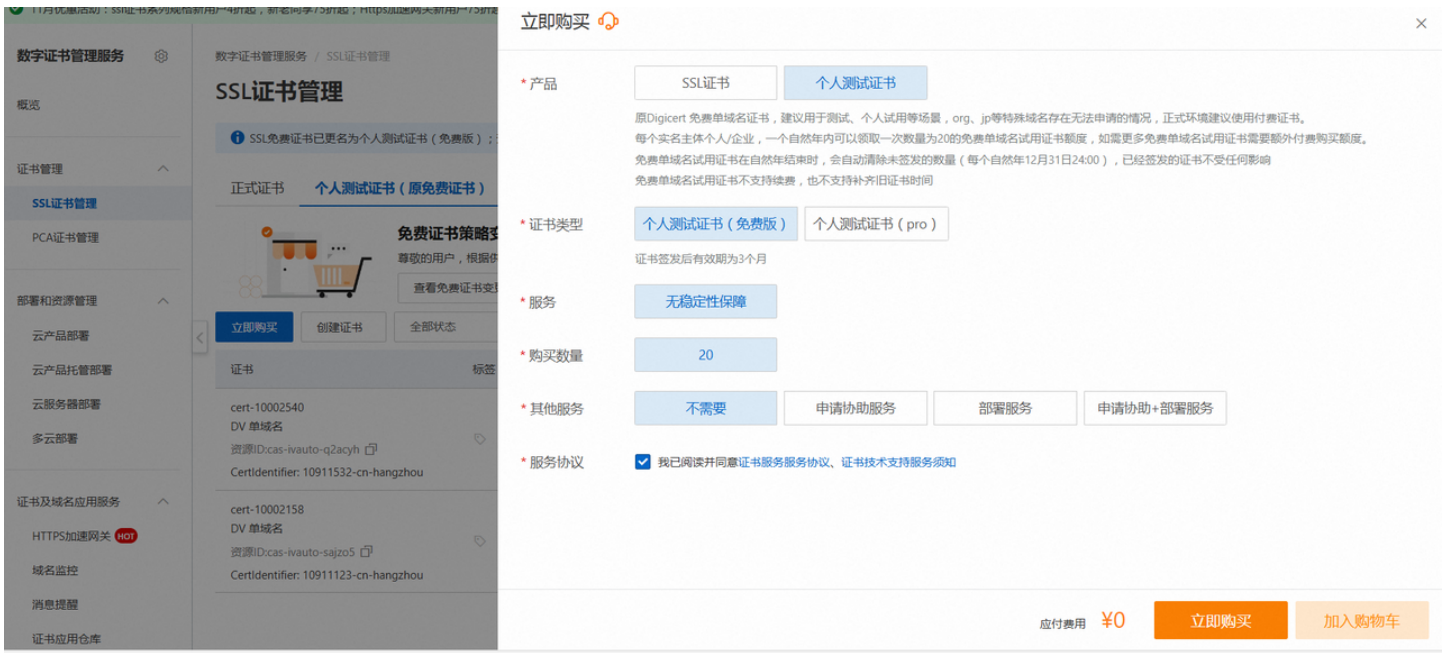 11月优惠活动：ssl证书系列规格新用户4折起，新老同享75折起；Https加速网关新用户75折起
数字证书管理服务
概览
证书管理
SSL证书管理
PCA证书管理
部署和资源管理
云产品部署
云产品托管部署
云服务器部署
多云部署
证书及域名应用服务
HTTPS加速网关 HOT
域名监控
消息提醒
证书应用仓库
数字证书管理服务 / SSL证书管理
SSL证书管理
SSL免费证书已更名为个人测试证书（免费版）；
正式证书 个人测试证书（原免费证书）
免费证书策略变
尊敬的用户，根据供
查看免费证书变更
立即购买 创建证书 全部状态
证书 标签
cert-10002540
DV 单域名
资源ID:cas-ivauto-q2acyh
CertIdentifier: 10911532-cn-hangzhou
cert-10002158
DV 单域名
资源ID:cas-ivauto-sajzo5
CertIdentifier: 10911123-cn-hangzhou
立即购买
* 产品 SSL证书 个人测试证书
原Digicert 免费单域名证书，建议用于测试、个人试用等场景，org、jp等特殊域名存在无法申请的情况，正式环境建议使用付费证书。
每个实名主体个人/企业，一个自然年内可以领取一次数量为20的免费单域名试用证书额度，如需更多免费单域名试用证书需要额外付费购买额度。
免费单域名试用证书在自然年结束时，会自动清除未签发的数量（每个自然年12月31日24:00），已经签发的证书不受任何影响
免费单域名试用证书不支持续费，也不支持补齐旧证书时间
* 证书类型 个人测试证书（免费版） 个人测试证书（pro）
证书签发后有效期为3个月
* 服务 无稳定性保障
* 购买数量 20
* 其他服务 不需要 申请协助服务 部署服务 申请协助+部署服务
* 服务协议 我已阅读并同意证书服务服务协议、证书技术支持服务须知
应付费用 ¥0 立即购买 加入购物车